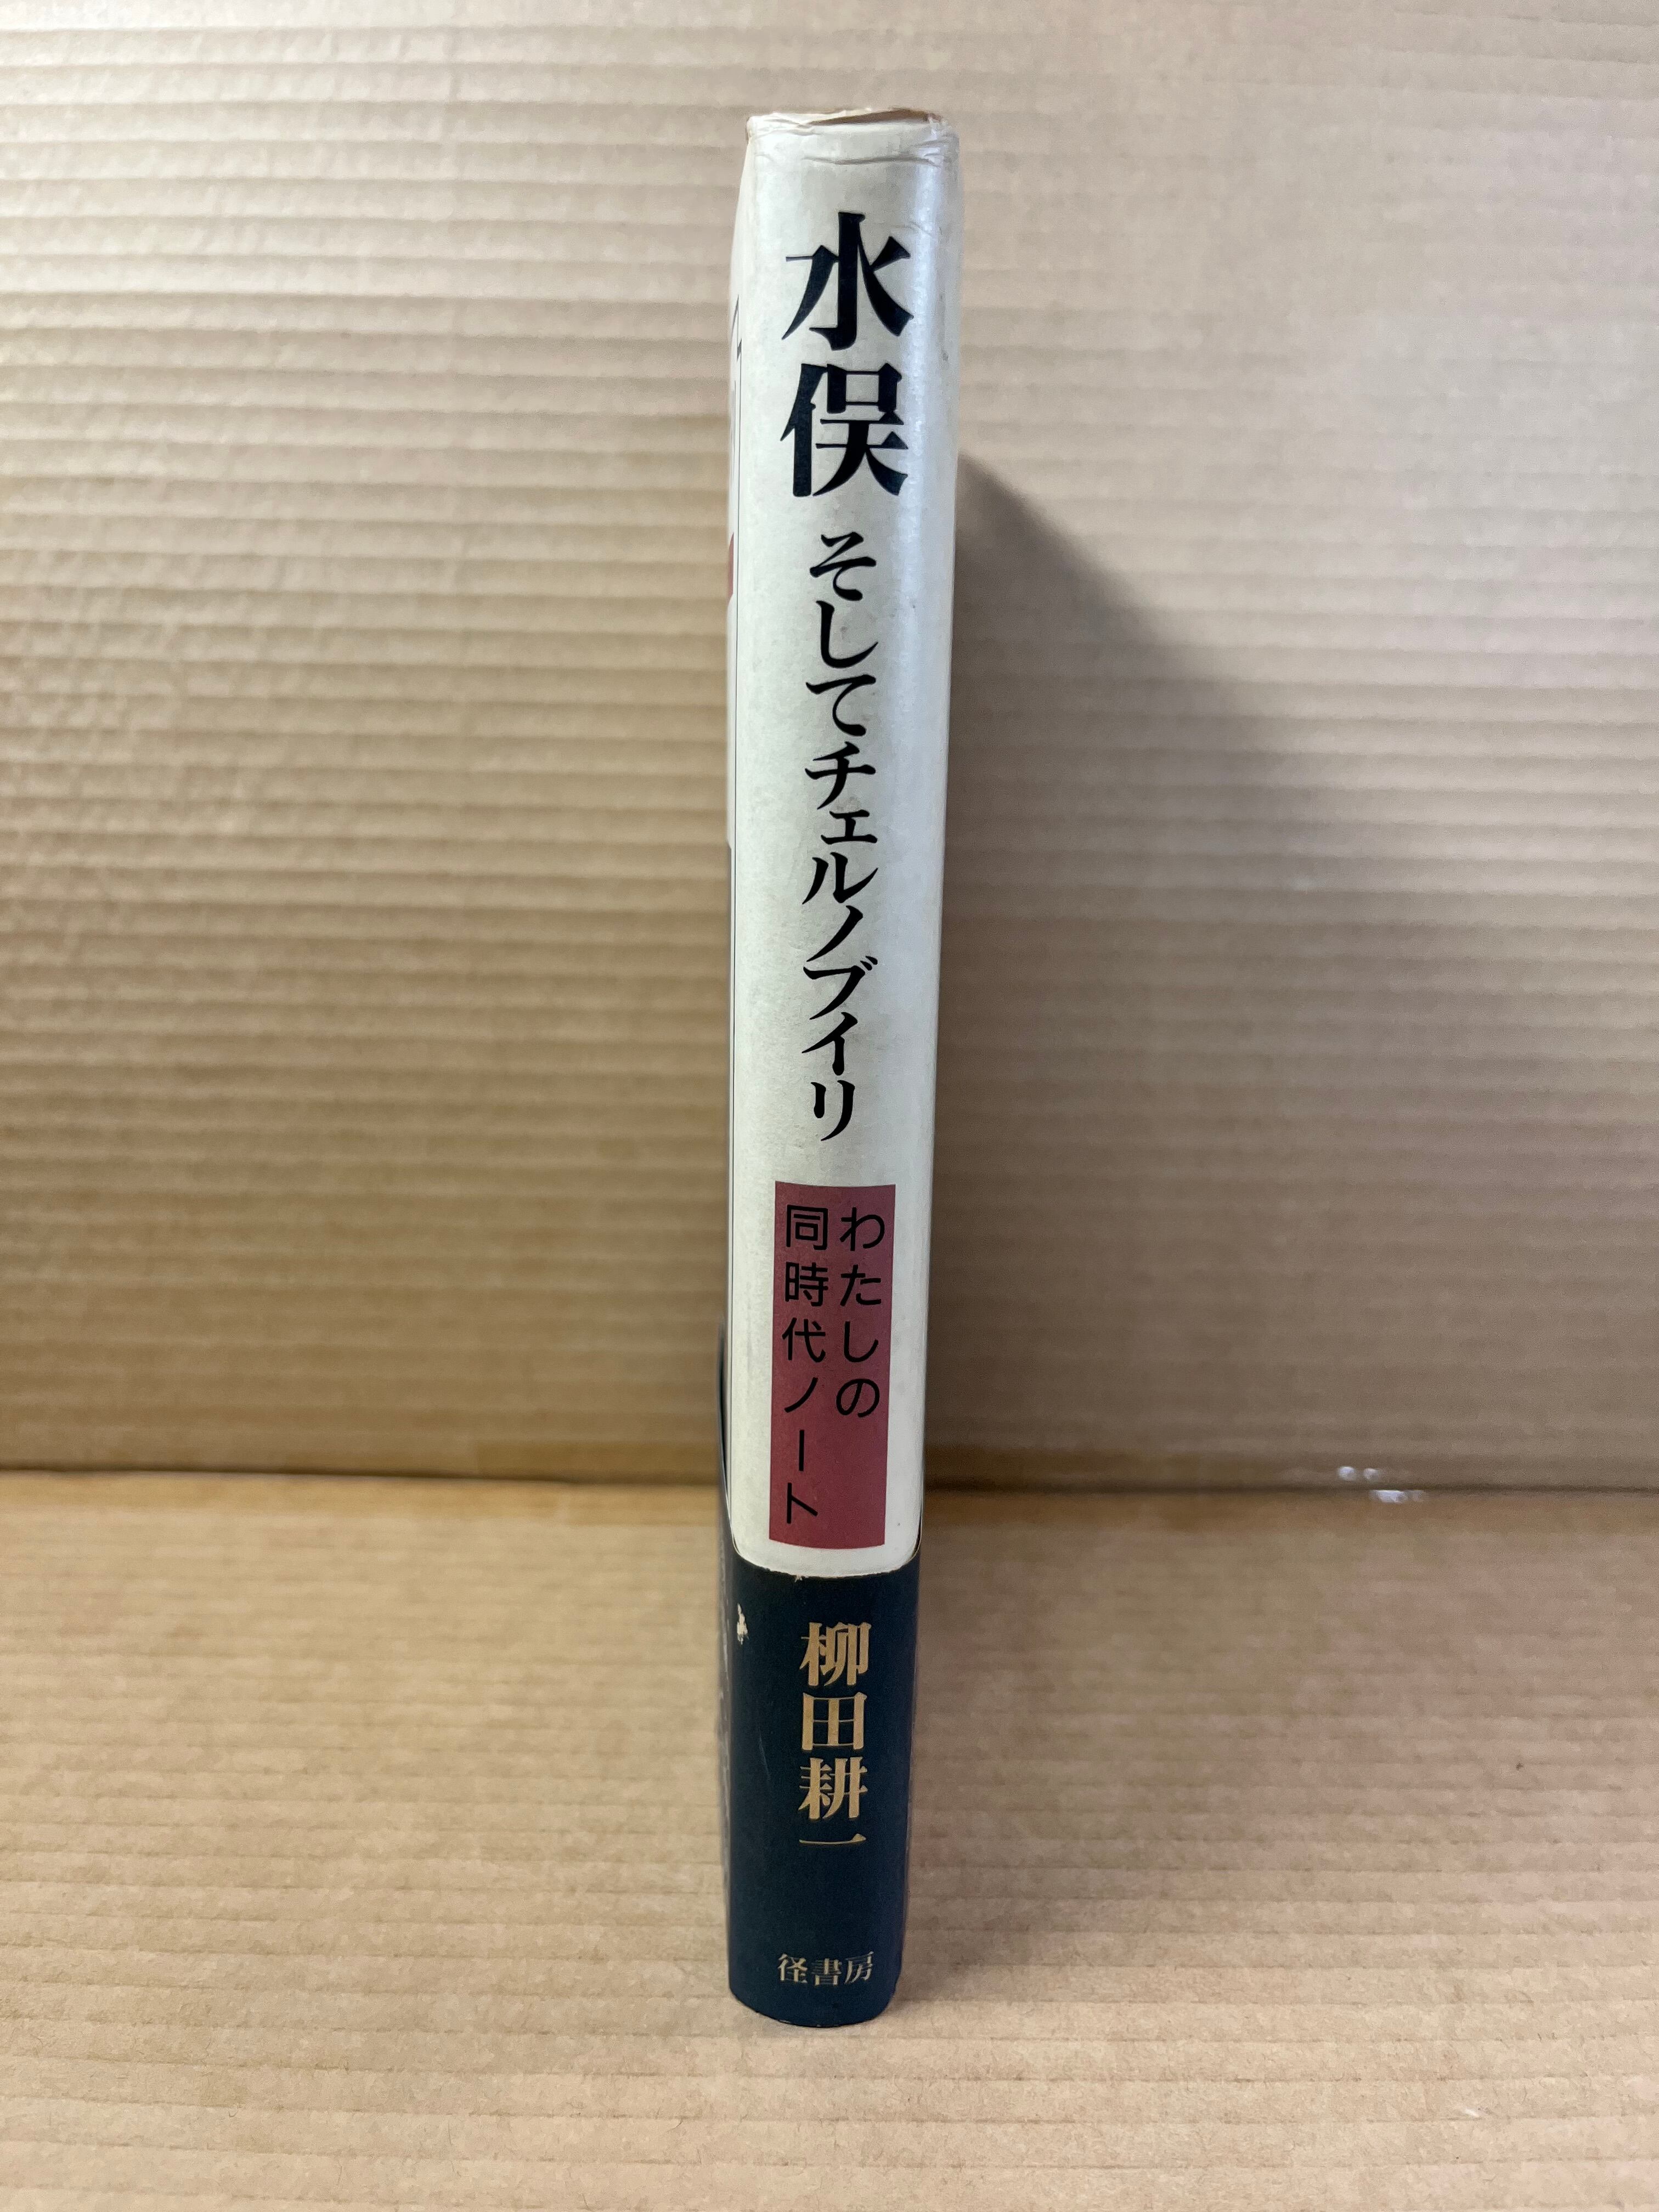 水俣そしてチェルノブイリ
わたしの
同時代ノート
柳田耕一
径書房